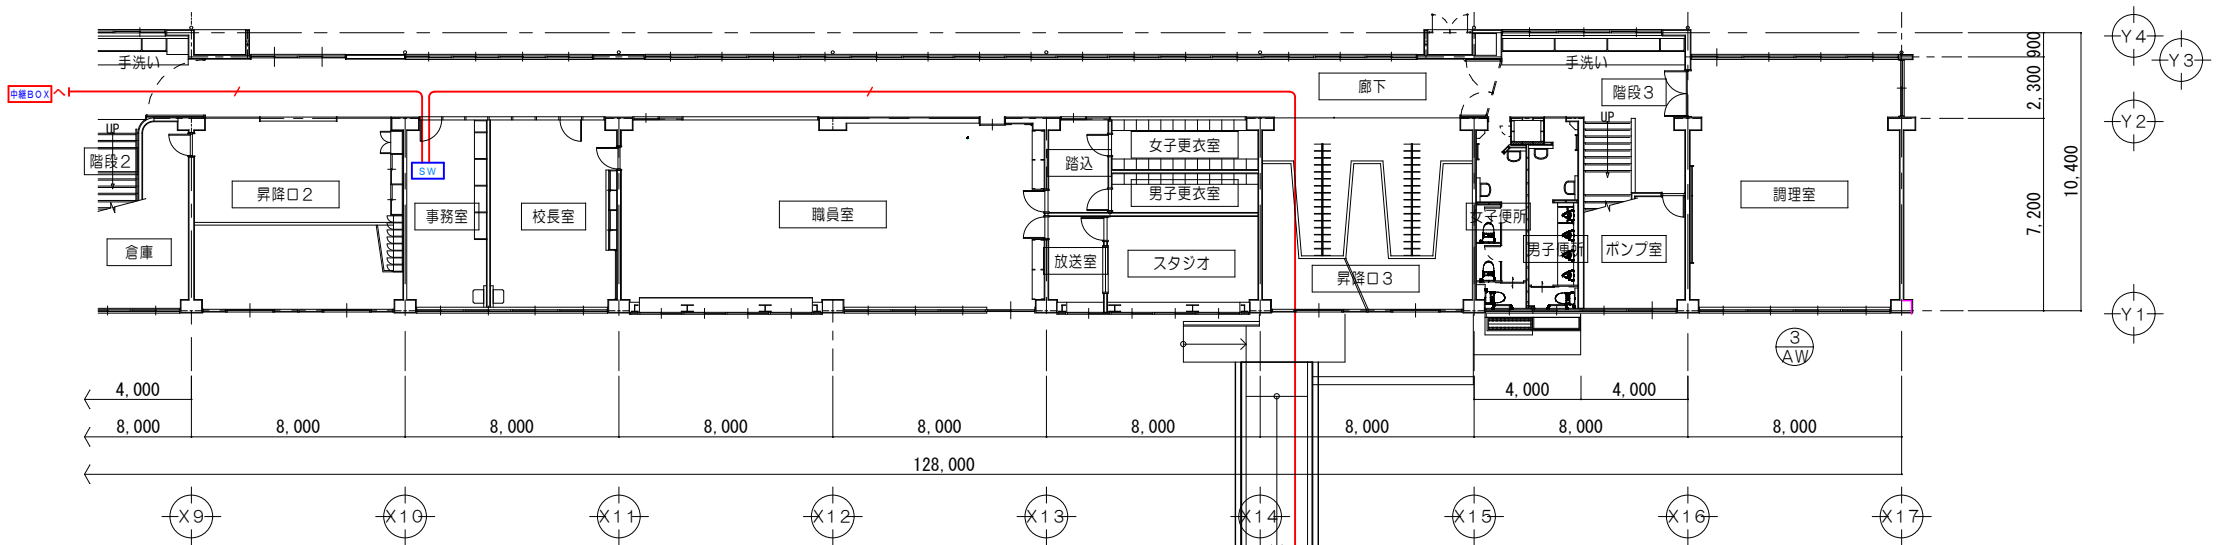 手洗い
手洗い
Y4
Y3
中継BOX
へ
廊下
階段3
900
2,300
UP
UP
Y2
階段2
SW
踏込
女子更衣室
昇降口2
男子更衣室
調理室
10,400
7,200
事務室
校長室
職員室
女子便所
倉庫
放送室
スタジオ
昇降口3
男子便所
ポンプ室
Y1
3
AW
4,000
4,000
4,000
8,000
8,000
8,000
8,000
8,000
8,000
8,000
8,000
8,000
128,000
X9
X10
X11
X12
X13
X14
X15
X16
X17